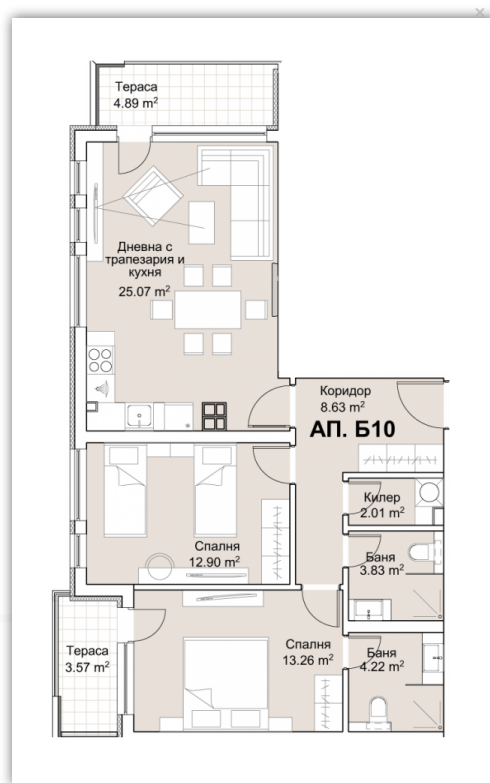 Тераса
4.89 m²
Дневна с
трапезария и
кухня
25.07 m²
Коридор
8.63 m²
АП. Б10
Килер
2.01 m²
Спалня
12.90 m²
Баня
3.83 m²
Тераса
3.57 m²
Спалня
13.26 m²
Баня
4.22 m²